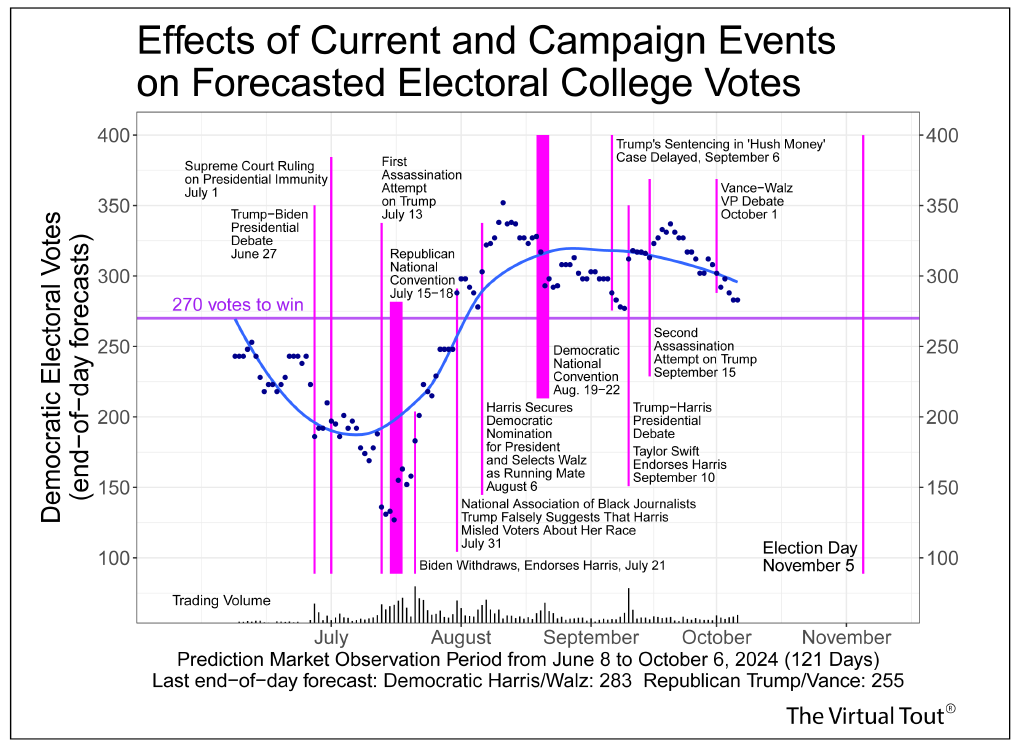 Effects of Current and Campaign Events
on Forecasted Electoral College Votes
Democratic Electoral Votes
(end−of−day forecasts)
400
350
300
250
200
150
100
400
350
300
250
200
150
100
Supreme Court Ruling
on Presidential Immunity
July 1
Trump−Biden
Presidential
Debate
June 27
First
Assassination
Attempt
on Trump
July 13
Republican
National
Convention
July 15−18
Trump's Sentencing in 'Hush Money'
Case Delayed, September 6
Vance−Walz
VP Debate
October 1
270 votes to win
Second
Assassination
Attempt on Trump
September 15
Democratic
National
Convention
Aug. 19−22
Harris Secures
Democratic
Nomination
for President
and Selects Walz
as Running Mate
August 6
Trump−Harris
Presidential
Debate
Taylor Swift
Endorses Harris
September 10
National Association of Black Journalists
Trump Falsely Suggests That Harris
Misled Voters About Her Race
July 31
Election Day
November 5
Biden Withdraws, Endorses Harris, July 21
Trading Volume
July
August
September
October
November
Prediction Market Observation Period from June 8 to October 6, 2024 (121 Days)
Last end−of−day forecast: Democratic Harris/Walz: 283 Republican Trump/Vance: 255
The Virtual Tout®